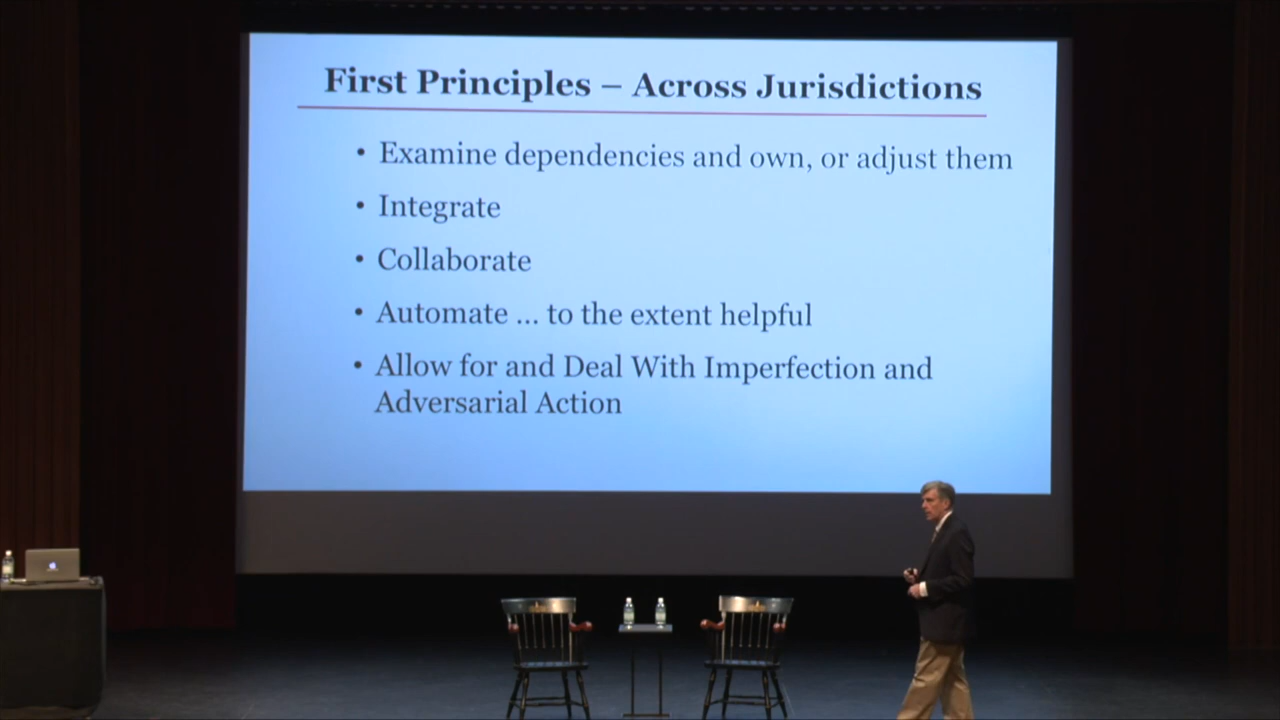 First Principles – Across Jurisdictions
• Examine dependencies and own, or adjust them
• Integrate
• Collaborate
• Automate ... to the extent helpful
• Allow for and Deal With Imperfection and
Adversarial Action